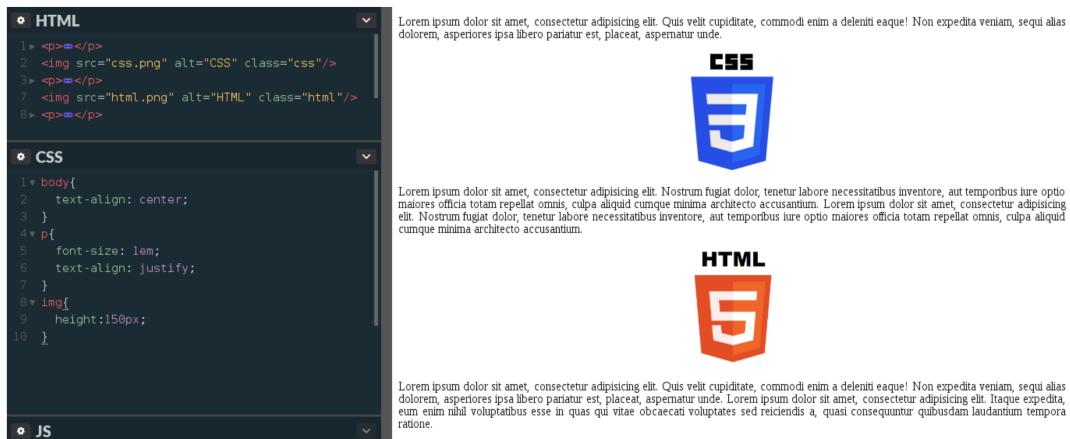 HTML
1 <p></p>
2 <img src="css.png" alt="CSS" class="css"/>
3 <p></p>
7 <img src="html.png" alt="HTML" class="html"/>
8 <p></p>
CSS
1 body{
2 text-align: center;
3 }
4 p{
5 font-size: 1em;
6 text-align: justify;
7 }
8 img{
9 height:150px;
10 }
JS
Lorem ipsum dolor sit amet, consectetur adipisicing elit. Quis velit cupiditate, commodi enim a deleniti eaque! Non expedita veniam, sequi alias
dolorem, asperiores ipsa libero pariatur est, placeat, aspernatur unde.
CSS
3
Lorem ipsum dolor sit amet, consectetur adipisicing elit. Nostrum fugiat dolor, tenetur labore necessitatibus inventore, aut temporibus iure optio
maiores officia totam repellat omnis, culpa aliquid cumque minima architecto accusantium. Lorem ipsum dolor sit amet, consectetur adipisicing
elit. Nostrum fugiat dolor, tenetur labore necessitatibus inventore, aut temporibus iure optio maiores officia totam repellat omnis, culpa aliquid
cumque minima architecto accusantium.
HTML
5
Lorem ipsum dolor sit amet, consectetur adipisicing elit. Quis velit cupiditate, commodi enim a deleniti eaque! Non expedita veniam, sequi alias
dolorem, asperiores ipsa libero pariatur est, placeat, aspernatur unde. Lorem ipsum dolor sit amet, consectetur adipisicing elit. Itaque expedita,
eum enim nihil voluptatibus esse in quas qui vitae obcaecati voluptates sed reiciendis a, quasi consequuntur quibusdam laudantium tempora
ratione.